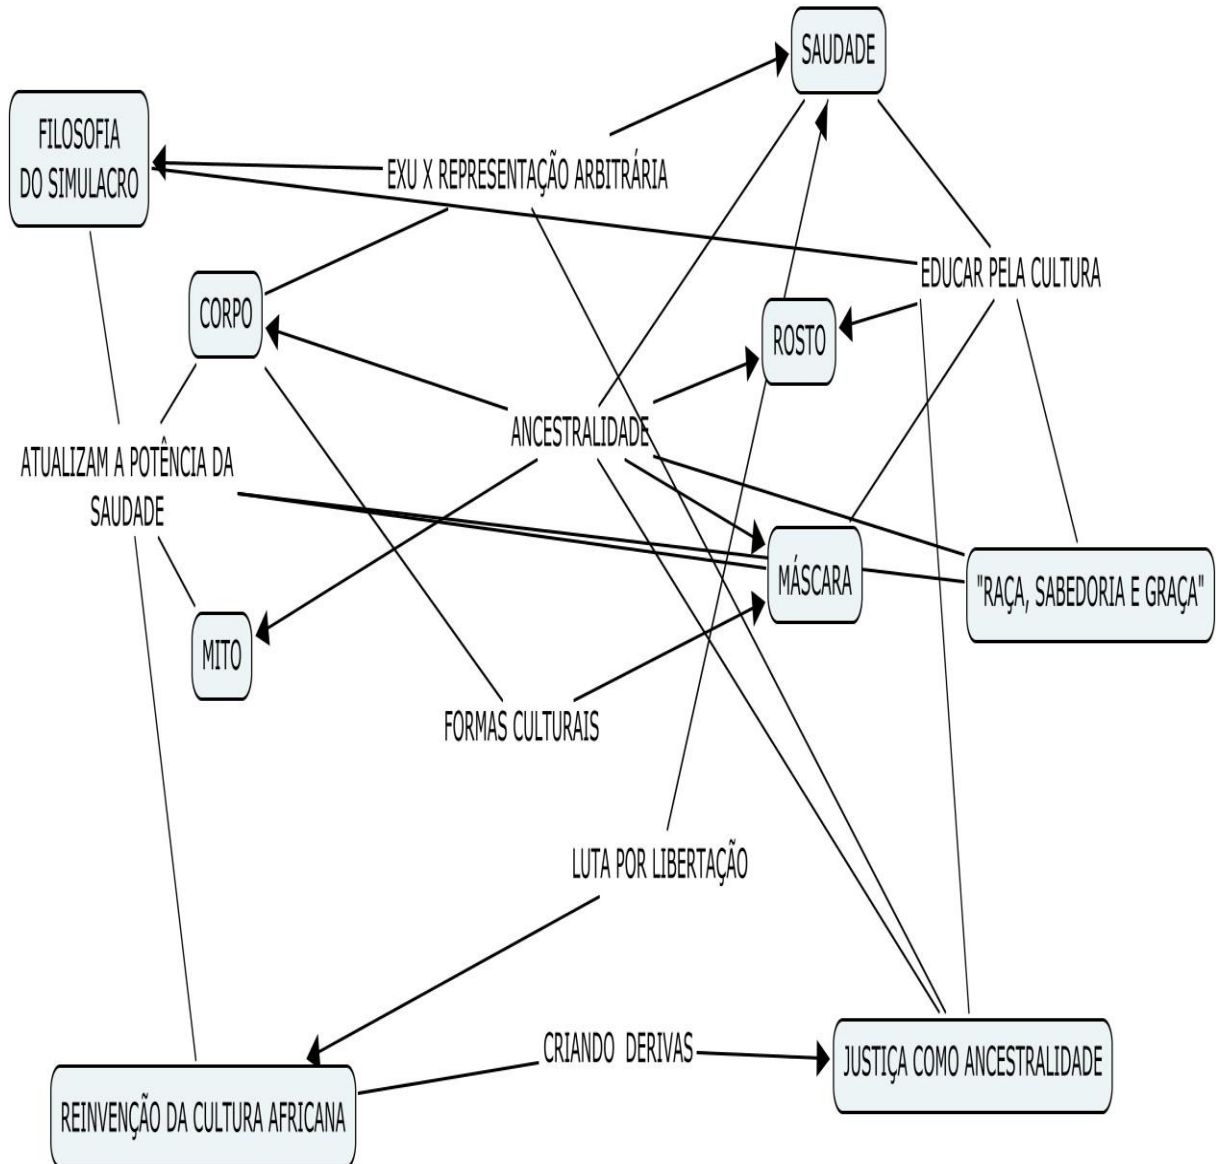 SAUDADE
FILOSOFIA
DO SIMULACRO
EXU X REPRESENTAÇÃO ARBITRÁRIA
EDUCAR PELA CULTURA
CORPO
ROSTO
ANCESTRALIDADE
ATUALIZAM A POTÊNCIA DA
SAUDADE
MÁSCARA
"RAÇA, SABEDORIA E GRAÇA"
MITO
FORMAS CULTURAIS
LUTA POR LIBERTAÇÃO
CRIANDO DERIVAS
JUSTIÇA COMO ANCESTRALIDADE
REINVENÇÃO DA CULTURA AFRICANA